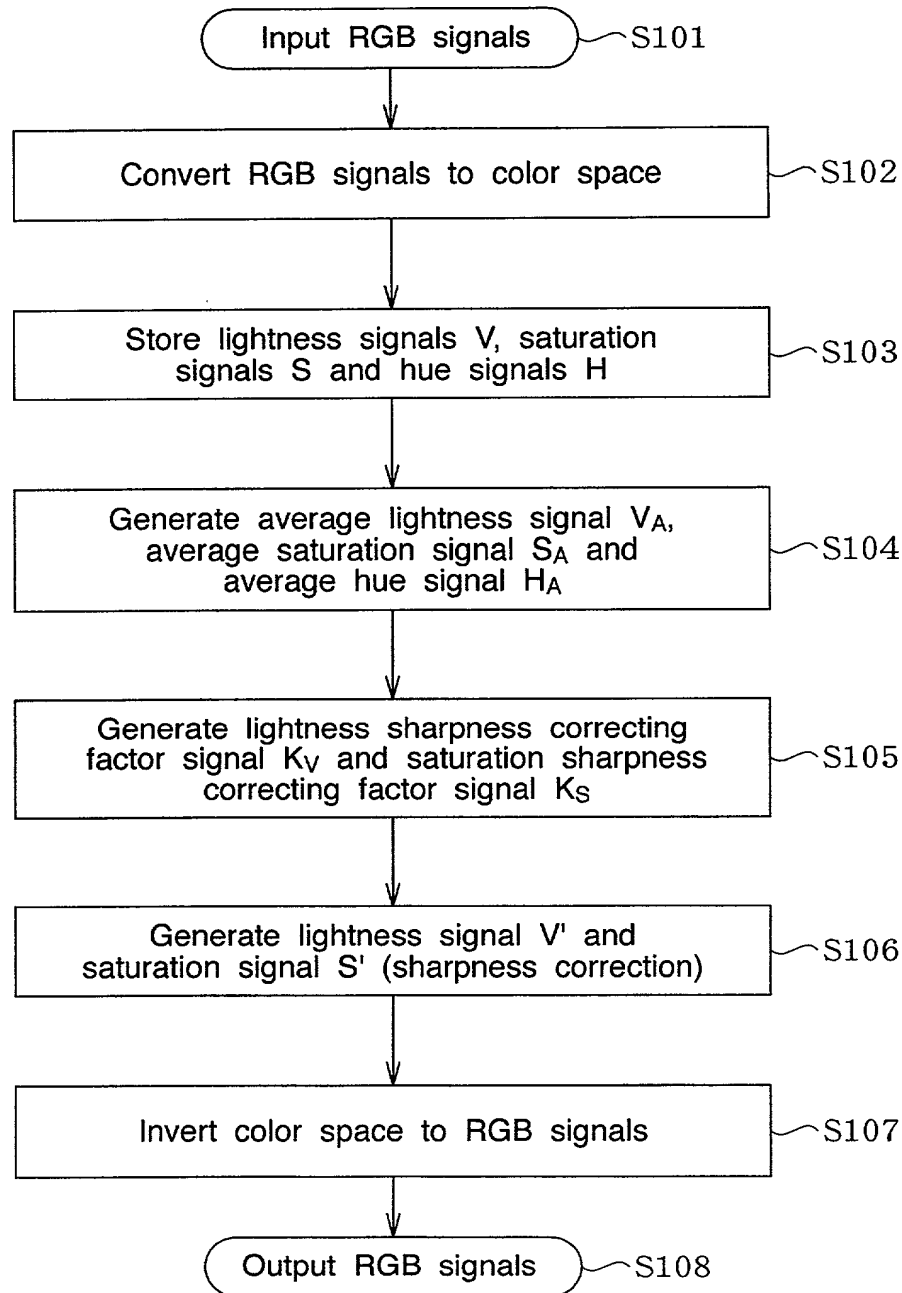 Input RGB signals S101
Convert RGB signals to color space S102
Store lightness signals V, saturation
signals S and hue signals H S103
Generate average lightness signal VA,
average saturation signal SA and S104
average hue signal HA
Generate lightness sharpness correcting
factor signal KV and saturation sharpness S105
correcting factor signal KS
Generate lightness signal V' and
saturation signal S' (sharpness correction) S106
Invert color space to RGB signals S107
Output RGB signals S108